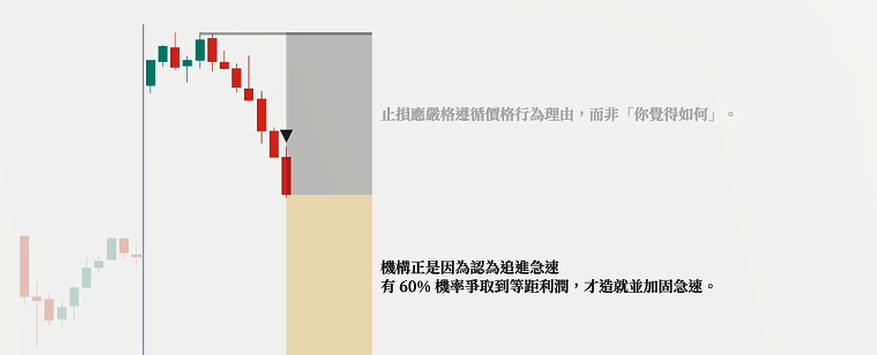 止損應嚴格遵循價格行為理由，而非「你覺得如何」。
機構正是因為認為追進急速
有 60% 機率爭取到等距利潤，才造就並加固急速。